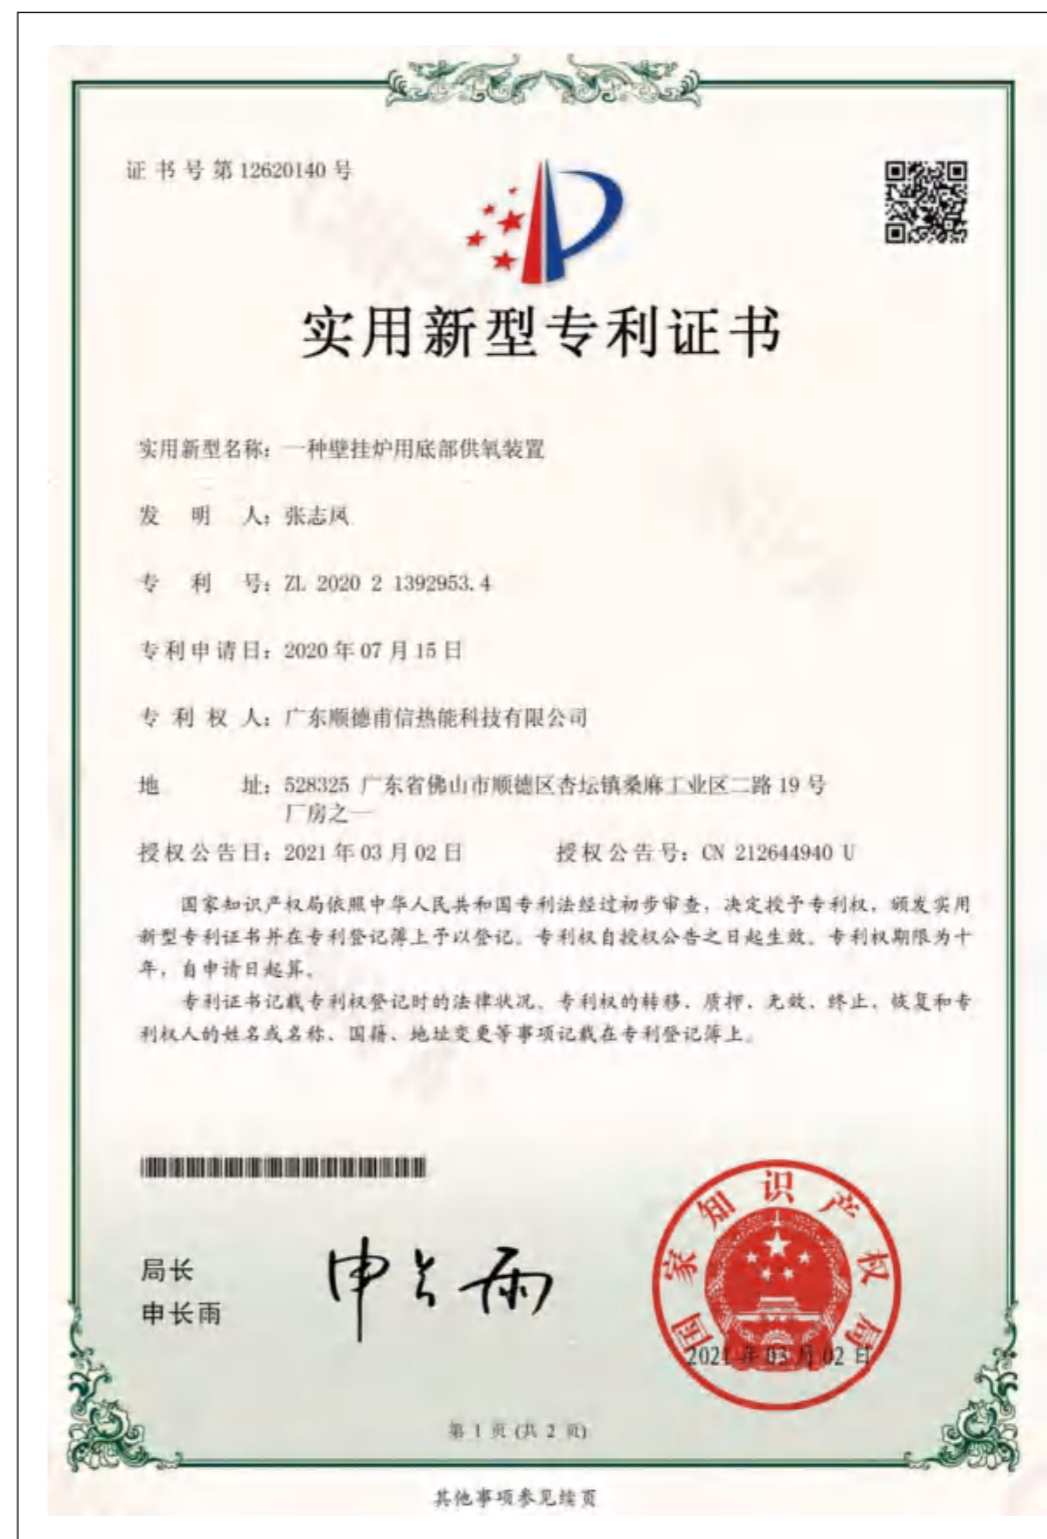 证书号第12620140号
实用新型专利证书
实用新型名称：一种壁挂炉用底部供氧装置
发明人：张志凤
专利号：ZL 2020 2 1392953.4
专利申请日：2020年07月15日
专利权人：广东顺德甫信热能科技有限公司
地址：528325 广东省佛山市顺德区杏坛镇桑麻工业区二路19号
厂房之一
授权公告日：2021年03月02日 授权公告号：CN 212644940 U
国家知识产权局依照中华人民共和国专利法经过初步审查，决定授予专利权，颁发实用
新型专利证书并在专利登记簿上予以登记。专利权自授权公告之日起生效。专利权期限为十
年，自申请日起算。
专利证书记载专利权登记时的法律状况。专利权的转移、质押、无效、终止、恢复和专
利权人的姓名或名称、国籍、地址变更等事项记载在专利登记簿上。
局长
申长雨
申长雨
国家知识产权局
2021年03月02日
第 1 页 (共 2 页)
其他事项参见续页